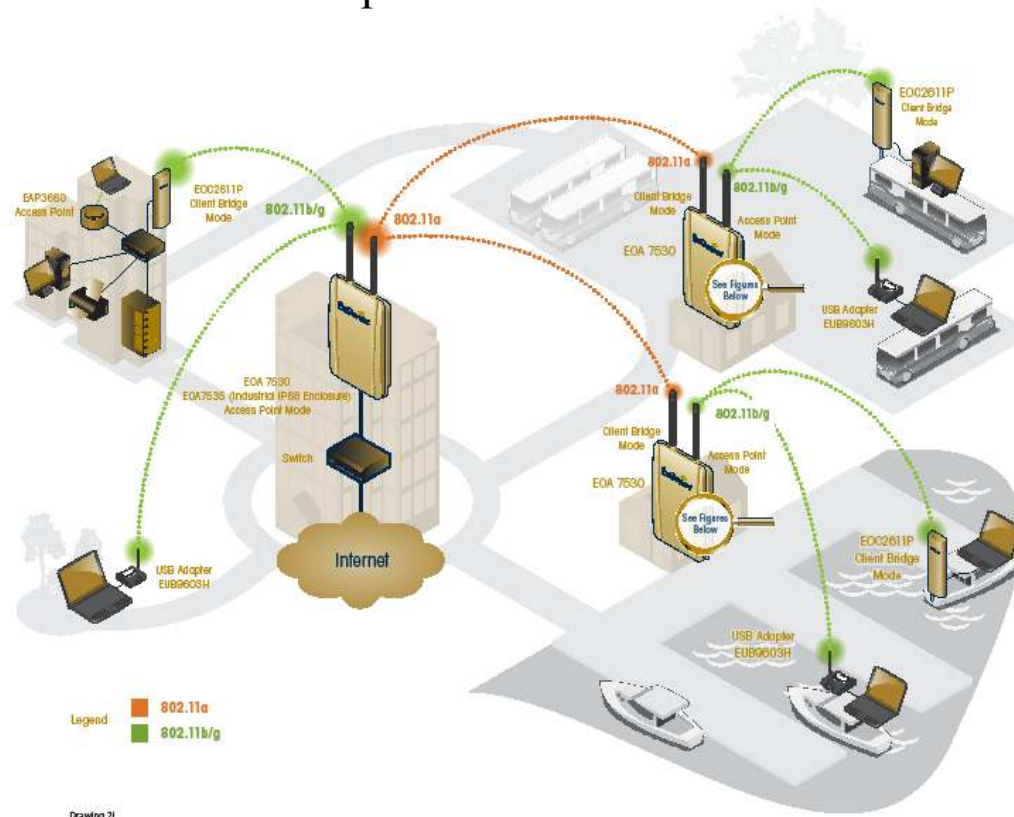 EOC2611P
Client Bridge
Mode
802.11a
802.11b/g
Client Bridge
Mode
Access Point
Mode
EOA 7530
See Figures
Below
USB Adapter
EUB9603H
EAP3660
Access Point
EOC2611P
Client Bridge
Mode
802.11b/g
802.11a
EOA 7530
EOA7535 (Industrial IP68 Enclosure)
Access Point Mode
Switch
Internet
802.11a
802.11b/g
Client Bridge
Mode
Access Point
Mode
EOA 7530
See Figures
Below
EOC2611P
Client Bridge
Mode
USB Adapter
EUB9603H
USB Adapter
EUB9603H
Legend
802.11a
802.11b/g